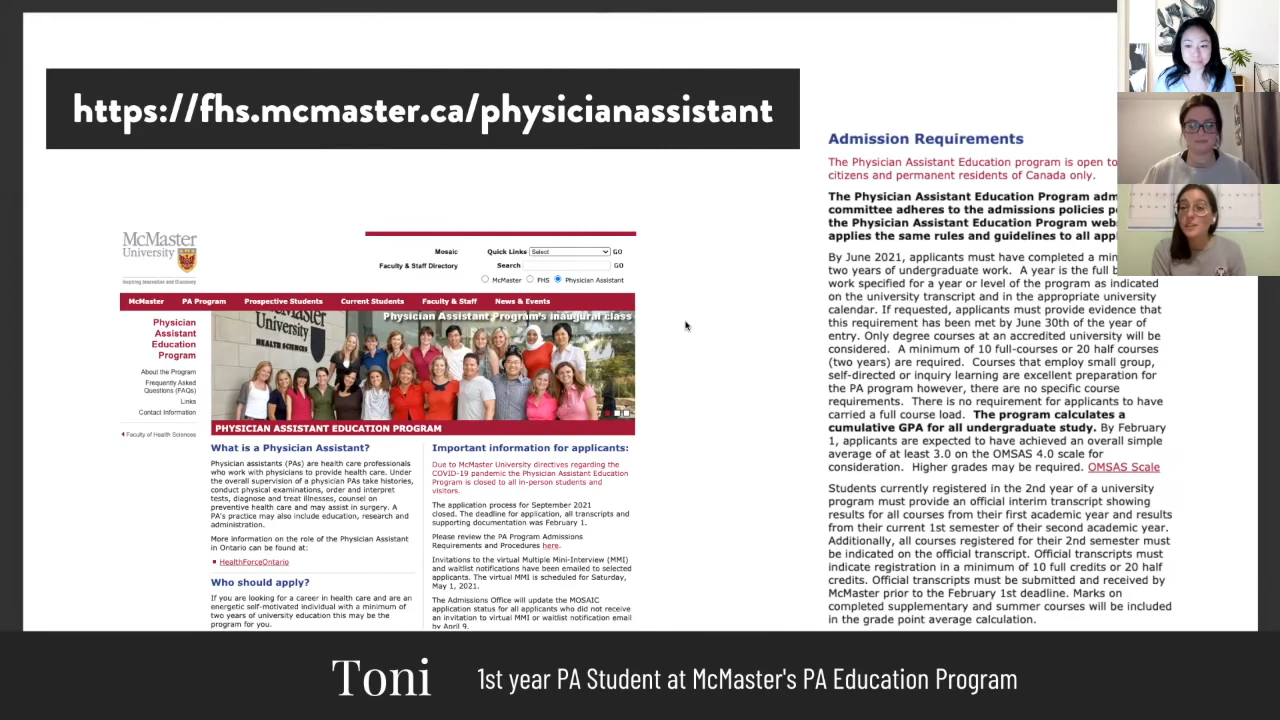 https://fhs.mcmaster.ca/physicianassistant
McMaster
University
Inspiring Innovation and Discovery
Mosaic
Quick Links Select GO
Faculty & Staff Directory
Search GO
McMaster FHS Physician Assistant
McMaster PA Program Prospective Students Current Students Faculty & Staff News & Events
Physician
Assistant
Education
Program
About the Program
Frequently Asked
Questions (FAQs)
Links
Contact Information
Faculty of Health Sciences
University
HEALTH SCIENCES
Physician Assistant Program's inaugural class
PHYSICIAN ASSISTANT EDUCATION PROGRAM
What is a Physician Assistant?
Physician assistants (PAs) are health care professionals
who work with physicians to provide health care. Under
the overall supervision of a physician PAs take histories,
conduct physical examinations, order and interpret
tests, diagnose and treat illnesses, counsel on
preventive health care and may assist in surgery. A
PA's practice may also include education, research and
administration.
More information on the role of the Physician Assistant
in Ontario can be found at:
HealthForceOntario
Who should apply?
If you are looking for a career in health care and are an
energetic self-motivated individual with a minimum of
two years of university education this may be the
program for you.
Important information for applicants:
Due to McMaster University directives regarding the
COVID-19 pandemic the Physician Assistant Education
Program is closed to all in-person students and
visitors.
The application process for September 2021
closed. The deadline for application, all transcripts and
supporting documentation was February 1.
Please review the PA Program Admissions
Requirements and Procedures here.
Invitations to the virtual Multiple Mini-Interview (MMI)
and waitlist notifications have been emailed to selected
applicants. The virtual MMI is scheduled for Saturday,
May 1, 2021.
The Admissions Office will update the MOSAIC
application status for all applicants who did not receive
an invitation to virtual MMI or waitlist notification email
by April 9.
Admission Requirements
The Physician Assistant Education program is open to
citizens and permanent residents of Canada only.
The Physician Assistant Education Program adm
committee adheres to the admissions policies p
the Physician Assistant Education Program web
applies the same rules and guidelines to all app
By June 2021, applicants must have completed a min
two years of undergraduate work. A year is the full b
work specified for a year or level of the program as indicated
on the university transcript and in the appropriate university
calendar. If requested, applicants must provide evidence that
this requirement has been met by June 30th of the year of
entry. Only degree courses at an accredited university will be
considered. A minimum of 10 full-courses or 20 half courses
(two years) are required. Courses that employ small group,
self-directed or inquiry learning are excellent preparation for
the PA program however, there are no specific course
requirements. There is no requirement for applicants to have
carried a full course load. The program calculates a
cumulative GPA for all undergraduate study. By February
1, applicants are expected to have achieved an overall simple
average of at least 3.0 on the OMSAS 4.0 scale for
consideration. Higher grades may be required. OMSAS Scale
Students currently registered in the 2nd year of a university
program must provide an official interim transcript showing
results for all courses from their first academic year and results
from their current 1st semester of their second academic year.
Additionally, all courses registered for their 2nd semester must
be indicated on the official transcript. Official transcripts must
indicate registration in a minimum of 10 full credits or 20 half
credits. Official transcripts must be submitted and received by
McMaster prior to the February 1st deadline. Marks on
completed supplementary and summer courses will be included
in the grade point average calculation.
Toni 1st year PA Student at McMaster's PA Education Program